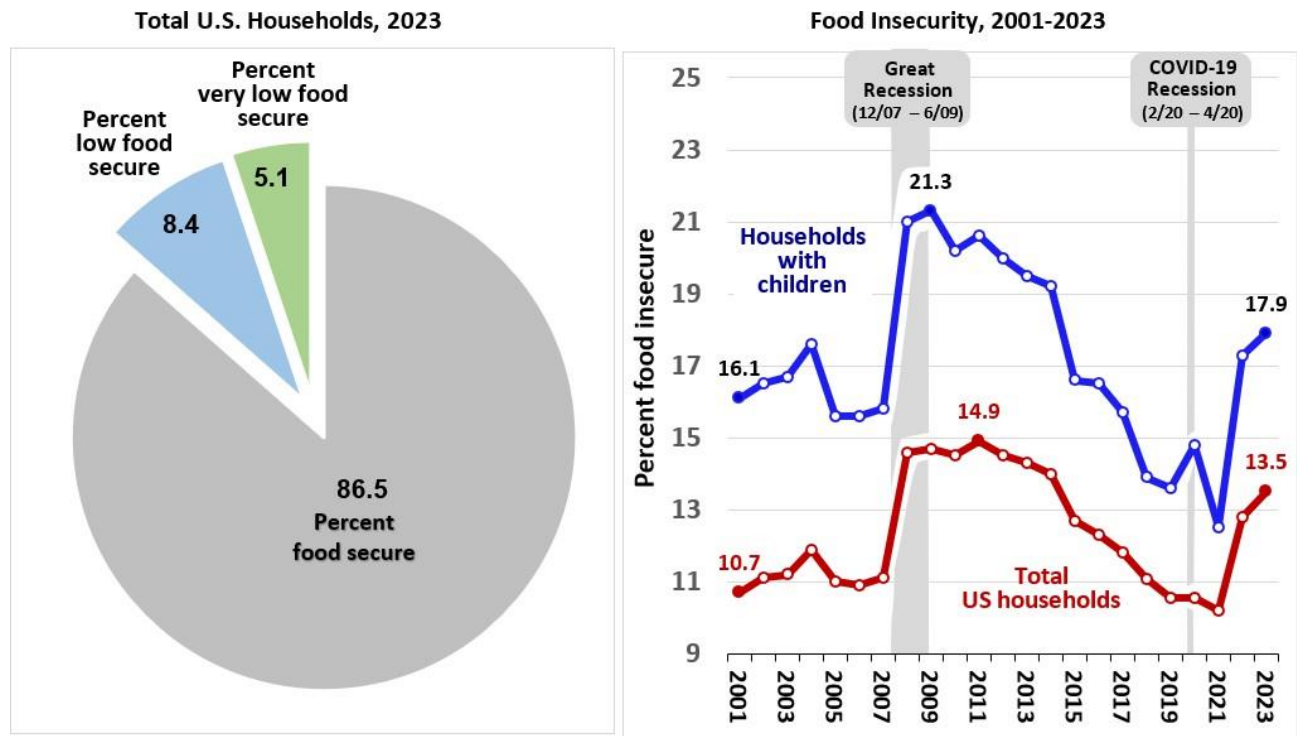 Total U.S. Households, 2023
Percent
very low food
secure
Percent
low food
secure
5.1
8.4
86.5
Percent
food secure
Food Insecurity, 2001-2023
Great
Recession
(12/07 – 6/09)
COVID-19
Recession
(2/20 – 4/20)
Percent food insecure
25
23
21
19
17
15
13
11
9
21.3
Households
with
children
17.9
16.1
14.9
13.5
10.7
Total
US households
2001
2003
2005
2007
2009
2011
2013
2015
2017
2019
2021
2023